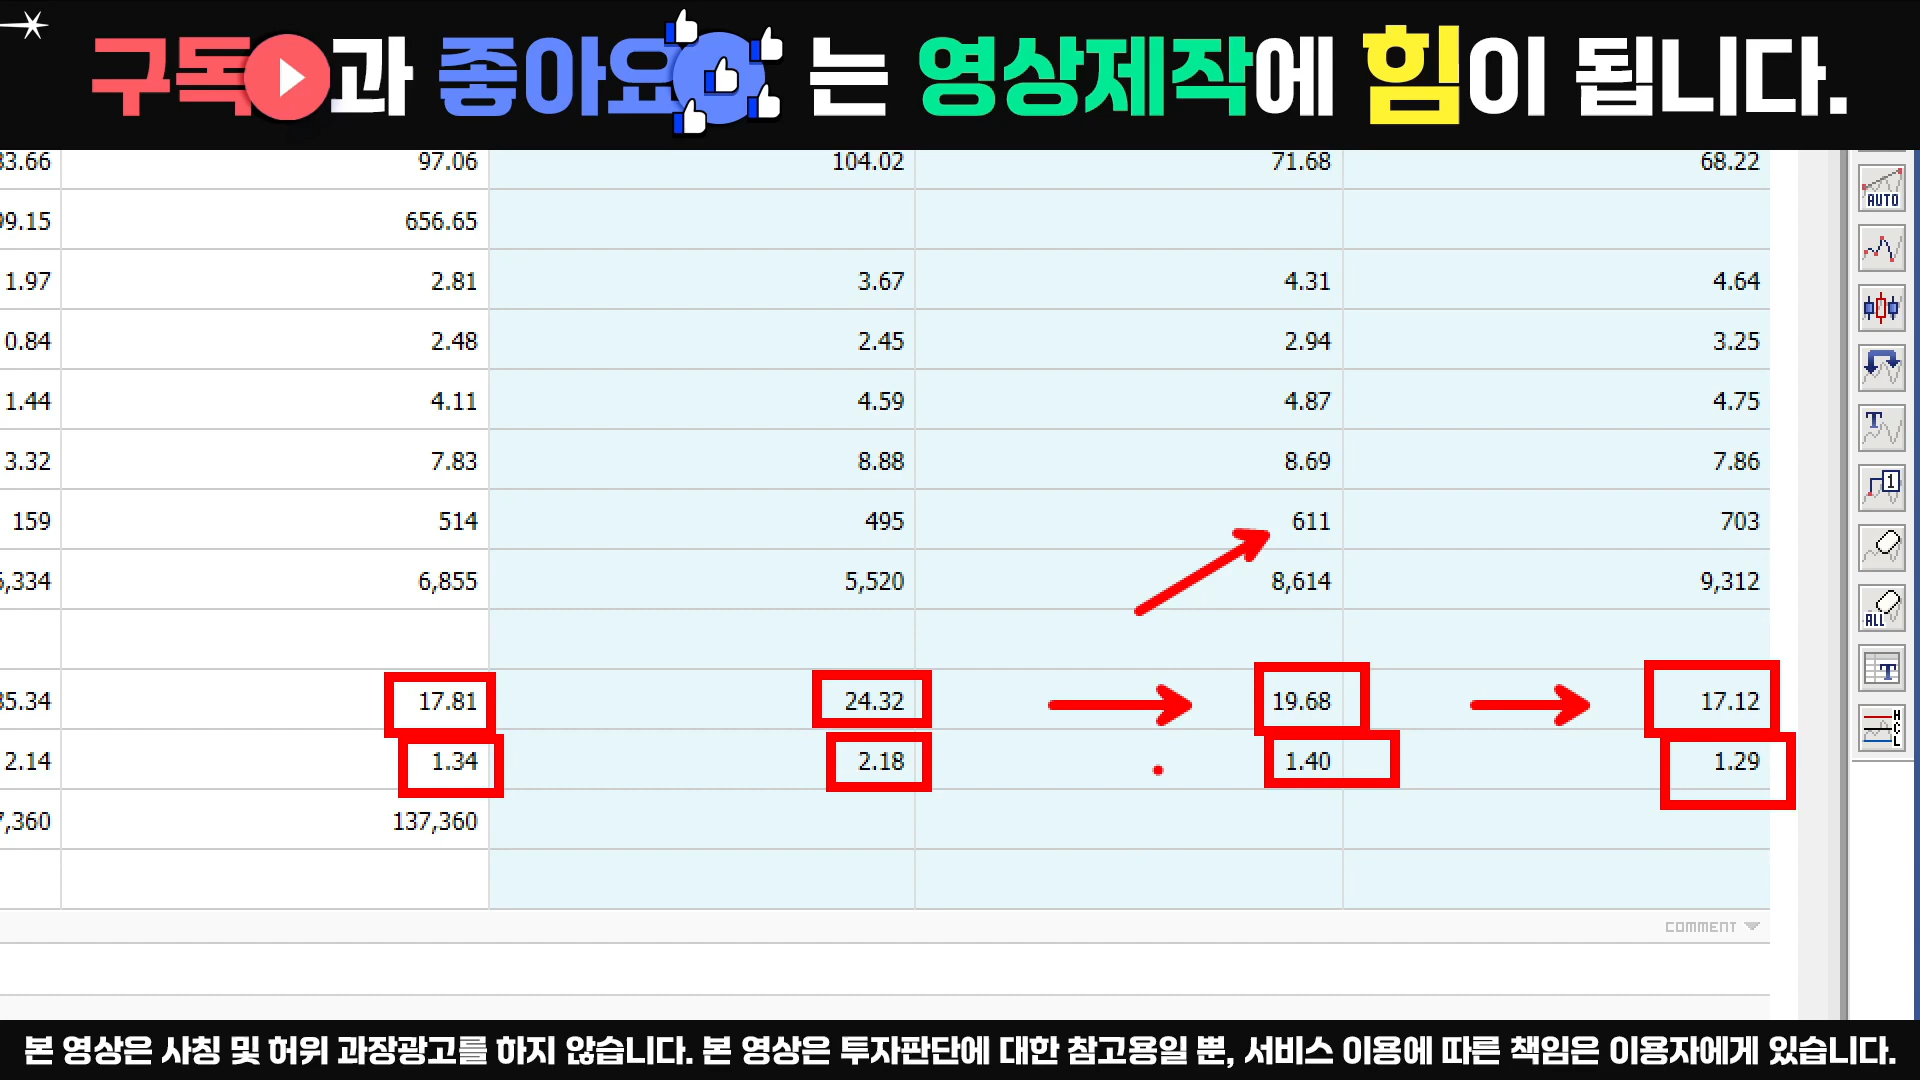 구독과 좋아요는 영상제작에 힘이 됩니다.
33.66 97.06 104.02 71.68 68.22
99.15 656.65
1.97 2.81 3.67 4.31 4.64
0.84 2.48 2.45 2.94 3.25
1.44 4.11 4.59 4.87 4.75
3.32 7.83 8.88 8.69 7.86
159 514 495 611 703
,334 6,855 5,520 8,614 9,312
35.34 17.81 24.32 19.68 17.12
2.14 1.34 2.18 1.40 1.29
7,360 137,360
COMMENT
AUTO
T
1
ALL
T
H
C
L
본 영상은 사칭 및 허위 과장광고를 하지 않습니다. 본 영상은 투자판단에 대한 참고용일 뿐, 서비스 이용에 따른 책임은 이용자에게 있습니다.